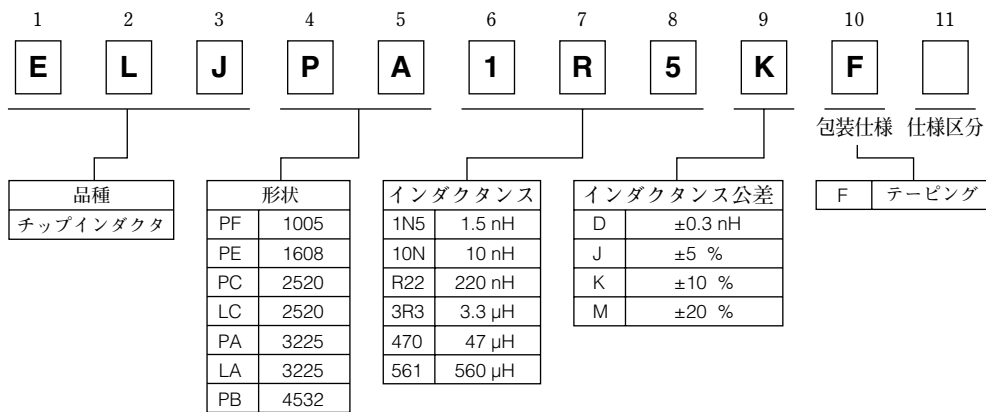 1 2 3 4 5 6 7 8 9 10 11
E L J P A 1 R 5 K F
包装仕様 仕様区分
品種
チップインダクタ
形状
PF 1005
PE 1608
PC 2520
LC 2520
PA 3225
LA 3225
PB 4532
インダクタンス
1N5 1.5 nH
10N 10 nH
R22 220 nH
3R3 3.3 µH
470 47 µH
561 560 µH
インダクタンス公差
D ±0.3 nH
J ±5 %
K ±10 %
M ±20 %
F テーピング